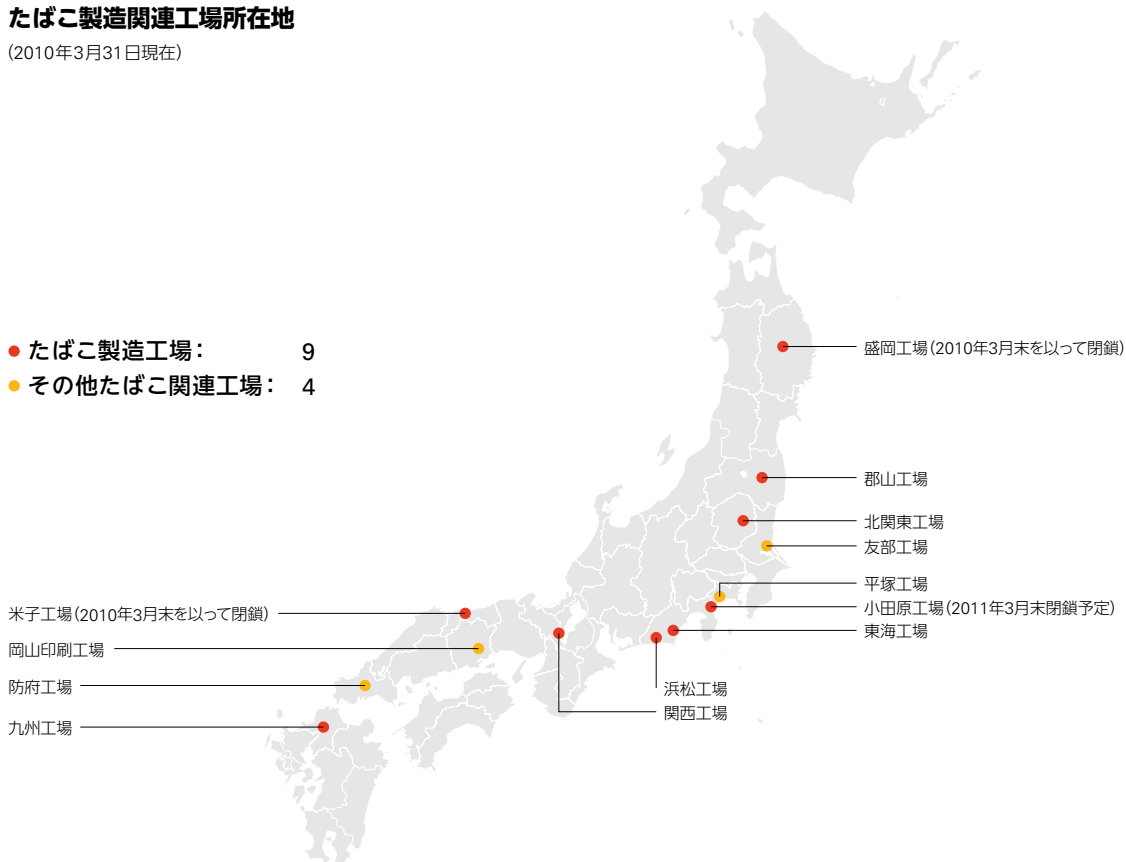 たばこ製造関連工場所在地
(2010年3月31日現在)
● たばこ製造工場： 9
● その他たばこ関連工場： 4
盛岡工場(2010年3月末を以って閉鎖)
郡山工場
北関東工場
友部工場
平塚工場
小田原工場(2011年3月末閉鎖予定)
東海工場
浜松工場
関西工場
米子工場(2010年3月末を以って閉鎖)
岡山印刷工場
防府工場
九州工場